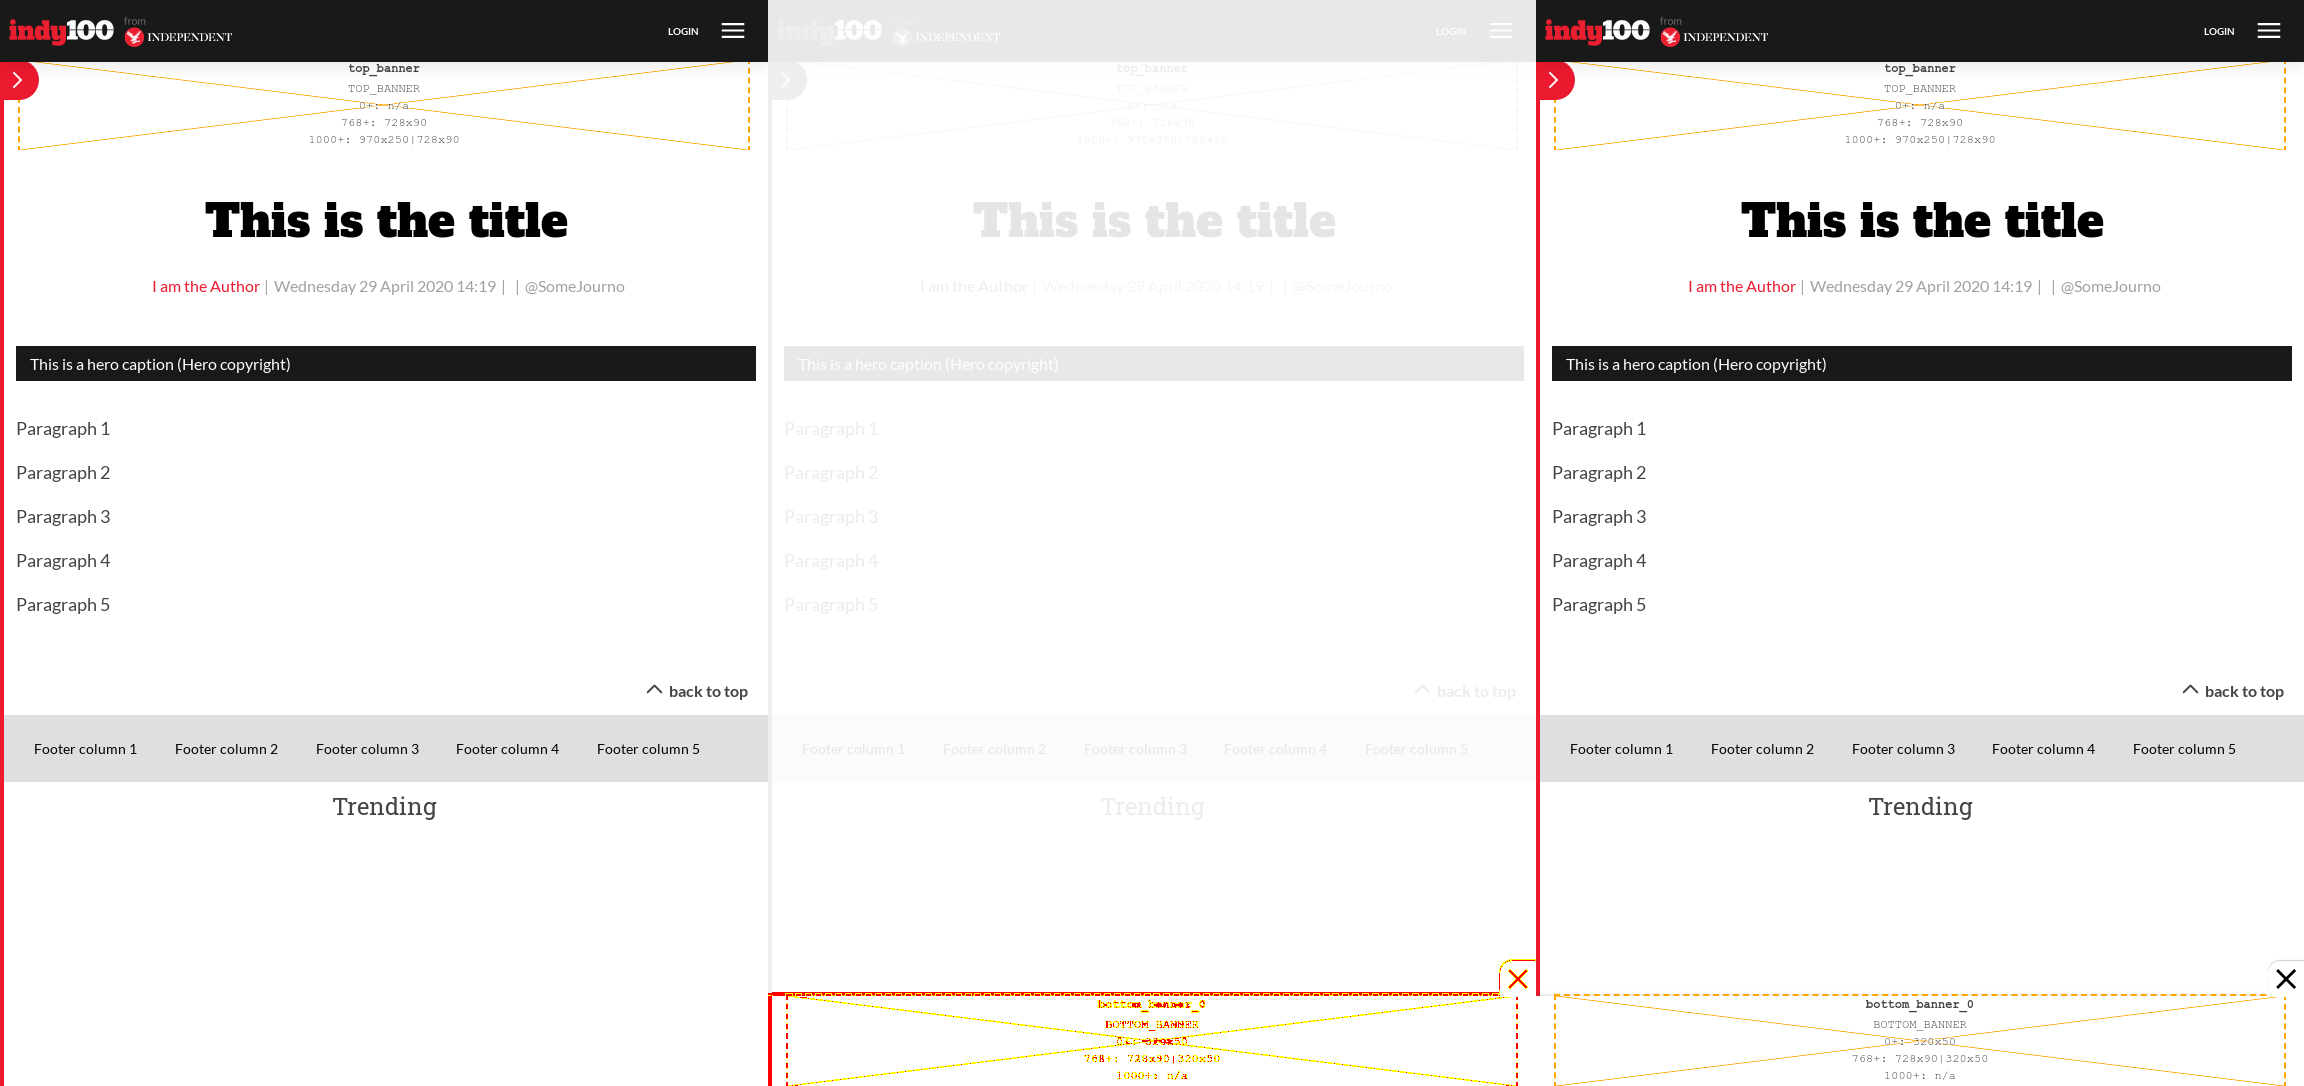 indy100 from INDEPENDENT LOGIN
top_banner
TOP_BANNER
0+: n/a
768+: 728x90
1000+: 970x250|728x90
This is the title
I am the Author | Wednesday 29 April 2020 14:19 | | @SomeJourno
This is a hero caption (Hero copyright)
Paragraph 1
Paragraph 2
Paragraph 3
Paragraph 4
Paragraph 5
back to top
Footer column 1 Footer column 2 Footer column 3 Footer column 4 Footer column 5
Trending
indy100 from INDEPENDENT LOGIN
top_banner
TOP_BANNER
0+: n/a
768+: 728x90
1000+: 970x250|728x90
This is the title
I am the Author | Wednesday 29 April 2020 14:19 | | @SomeJourno
This is a hero caption (Hero copyright)
Paragraph 1
Paragraph 2
Paragraph 3
Paragraph 4
Paragraph 5
back to top
Footer column 1 Footer column 2 Footer column 3 Footer column 4 Footer column 5
Trending
bottom_banner_0
BOTTOM_BANNER
0+: 320x50
768+: 728x90|320x50
1000+: n/a
indy100 from INDEPENDENT LOGIN
top_banner
TOP_BANNER
0+: n/a
768+: 728x90
1000+: 970x250|728x90
This is the title
I am the Author | Wednesday 29 April 2020 14:19 | | @SomeJourno
This is a hero caption (Hero copyright)
Paragraph 1
Paragraph 2
Paragraph 3
Paragraph 4
Paragraph 5
back to top
Footer column 1 Footer column 2 Footer column 3 Footer column 4 Footer column 5
Trending
bottom_banner_0
BOTTOM_BANNER
0+: 320x50
768+: 728x90|320x50
1000+: n/a